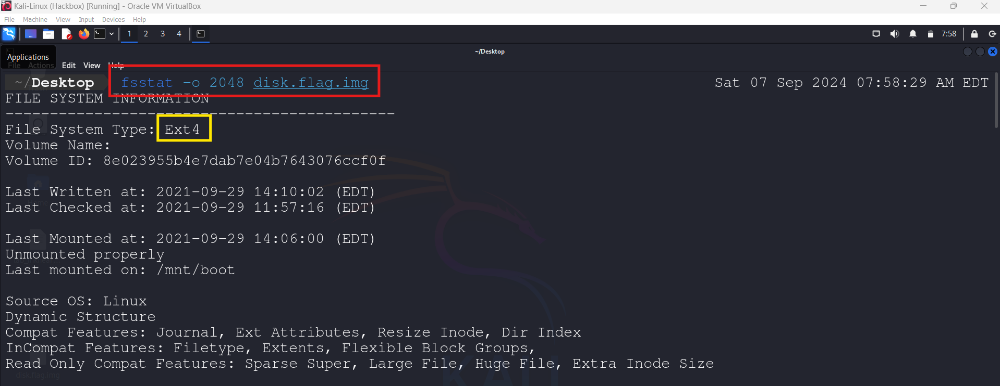 Kali-Linux (Hackbox) [Running] - Oracle VM VirtualBox
File Machine View Input Devices Help
1 2 3 4 7:58
~/Desktop
Applications
File Actions Edit View Help
~/Desktop fsstat -o 2048 disk.flag.img Sat 07 Sep 2024 07:58:29 AM EDT
FILE SYSTEM INFORMATION
--------------------------------------------
File System Type: Ext4
Volume Name:
Volume ID: 8e023955b4e7dab7e04b7643076ccf0f
Last Written at: 2021-09-29 14:10:02 (EDT)
Last Checked at: 2021-09-29 11:57:16 (EDT)
Last Mounted at: 2021-09-29 14:06:00 (EDT)
Unmounted properly
Last mounted on: /mnt/boot
Source OS: Linux
Dynamic Structure
Compat Features: Journal, Ext Attributes, Resize Inode, Dir Index
InCompat Features: Filetype, Extents, Flexible Block Groups,
Read Only Compat Features: Sparse Super, Large File, Huge File, Extra Inode Size
disk.flag.img
KALI